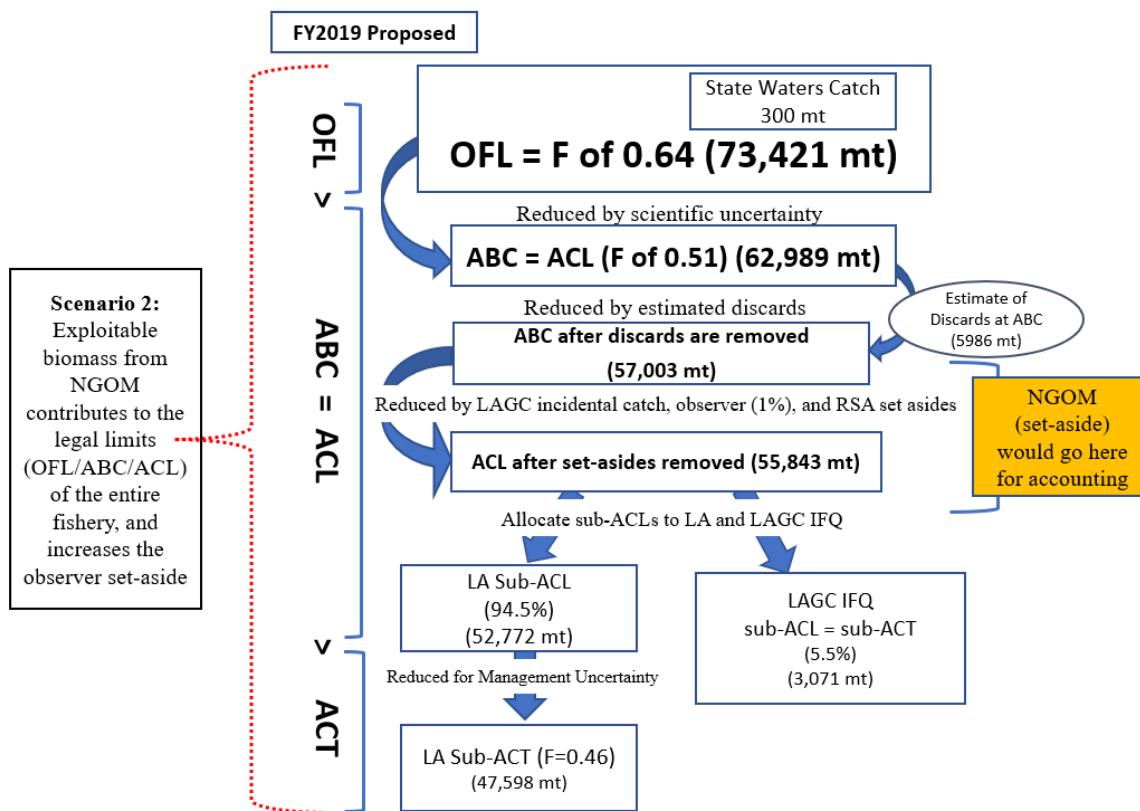 FY2019 Proposed
State Waters Catch
300 mt
OFL = F of 0.64 (73,421 mt)
OFL
>
ABC = ACL
>
ACT
Reduced by scientific uncertainty
ABC = ACL (F of 0.51) (62,989 mt)
Estimate of
Discards at ABC
(5986 mt)
Reduced by estimated discards
ABC after discards are removed
(57,003 mt)
Scenario 2:
Exploitable
biomass from
NGOM
contributes to the
legal limits
(OFL/ABC/ACL)
of the entire
fishery, and
increases the
observer set-aside
Reduced by LAGC incidental catch, observer (1%), and RSA set asides
NGOM
(set-aside)
would go here
for accounting
ACL after set-asides removed (55,843 mt)
Allocate sub-ACLs to LA and LAGC IFQ
LA Sub-ACL
(94.5%)
(52,772 mt)
LAGC IFQ
sub-ACL = sub-ACT
(5.5%)
(3,071 mt)
Reduced for Management Uncertainty
LA Sub-ACT (F=0.46)
(47,598 mt)